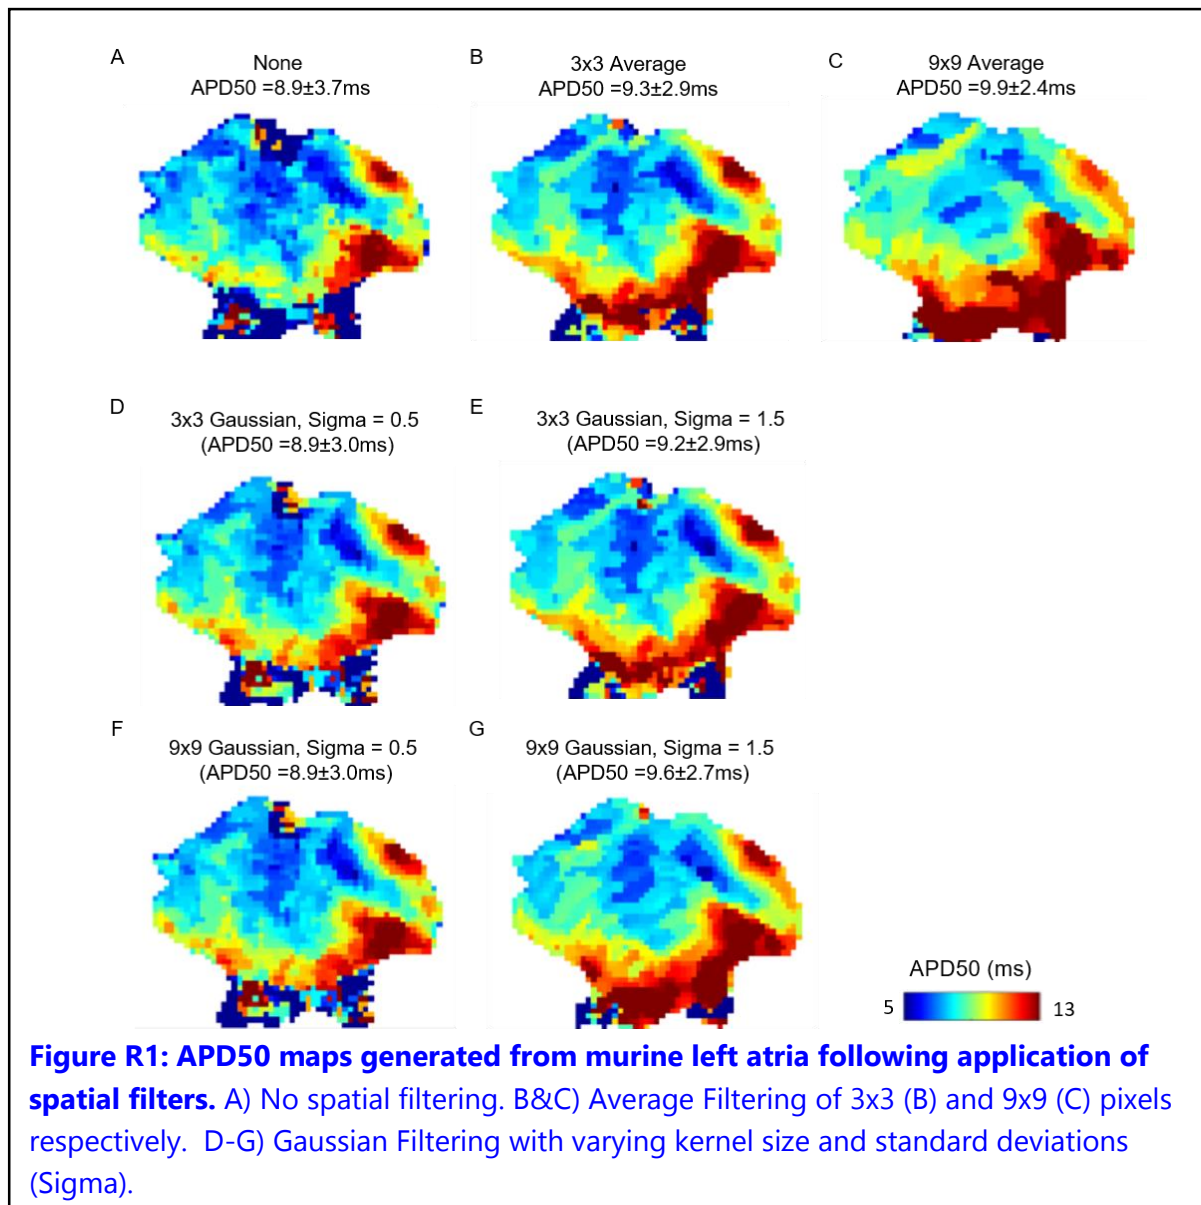 A
None
APD50 =8.9±3.7ms
B
3x3 Average
APD50 =9.3±2.9ms
C
9x9 Average
APD50 =9.9±2.4ms
D
3x3 Gaussian, Sigma = 0.5
(APD50 =8.9±3.0ms)
E
3x3 Gaussian, Sigma = 1.5
(APD50 =9.2±2.9ms)
F
9x9 Gaussian, Sigma = 0.5
(APD50 =8.9±3.0ms)
G
9x9 Gaussian, Sigma = 1.5
(APD50 =9.6±2.7ms)
APD50 (ms)
5 13
Figure R1: APD50 maps generated from murine left atria following application of
spatial filters. A) No spatial filtering. B&C) Average Filtering of 3x3 (B) and 9x9 (C) pixels
respectively. D-G) Gaussian Filtering with varying kernel size and standard deviations
(Sigma).